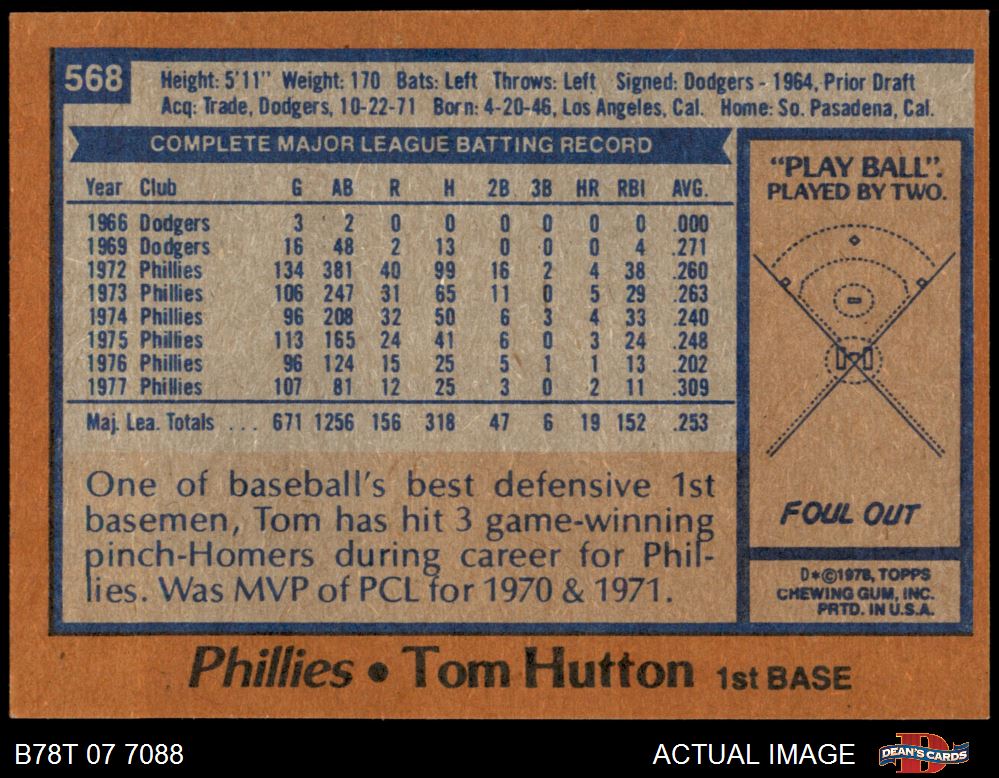 568
Height: 5'11" Weight: 170 Bats: Left Throws: Left Signed: Dodgers - 1964, Prior Draft
Acq: Trade, Dodgers, 10-22-71 Born: 4-20-46, Los Angeles, Cal. Home: So. Pasadena, Cal.
COMPLETE MAJOR LEAGUE BATTING RECORD
Year Club G AB R H 2B 3B HR RBI AVG.
1966 Dodgers 3 2 0 0 0 0 0 0 .000
1969 Dodgers 16 48 2 13 0 0 0 4 .271
1972 Phillies 134 381 40 99 16 2 4 38 .260
1973 Phillies 106 247 31 65 11 0 5 29 .263
1974 Phillies 96 208 32 50 6 3 4 33 .240
1975 Phillies 113 165 24 41 6 0 3 24 .248
1976 Phillies 96 124 15 25 5 1 1 13 .202
1977 Phillies 107 81 12 25 3 0 2 11 .309
Maj. Lea. Totals ... 671 1256 156 318 47 6 19 152 .253
One of baseball's best defensive 1st
basemen, Tom has hit 3 game-winning
pinch-Homers during career for Phil-
lies. Was MVP of PCL for 1970 & 1971.
"PLAY BALL".
PLAYED BY TWO.
FOUL OUT
D*©1978, TOPPS
CHEWING GUM, INC.
PRTD. IN U.S.A.
Phillies • Tom Hutton 1st BASE
B78T 07 7088
ACTUAL IMAGE
D
DEAN'S CARDS